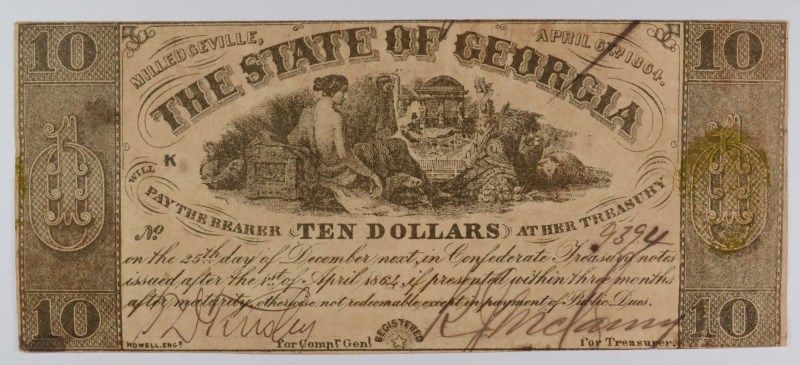 10
10
MILLEDGEVILLE,
APRIL 6TH 1864.
THE STATE OF GEORGIA
K
WILL
PAY THE BEARER TEN DOLLARS AT HER TREASURY
No
9394
on the 25th day of December next, in Confederate Treasury notes
issued after the 1st of April 1864, if presented within three months
after maturity, otherwise not redeemable except in payment of Public Dues.
10
10
HOWELL, ENGR.
for Compr. Genl.
REGISTERED
for Treasurer.